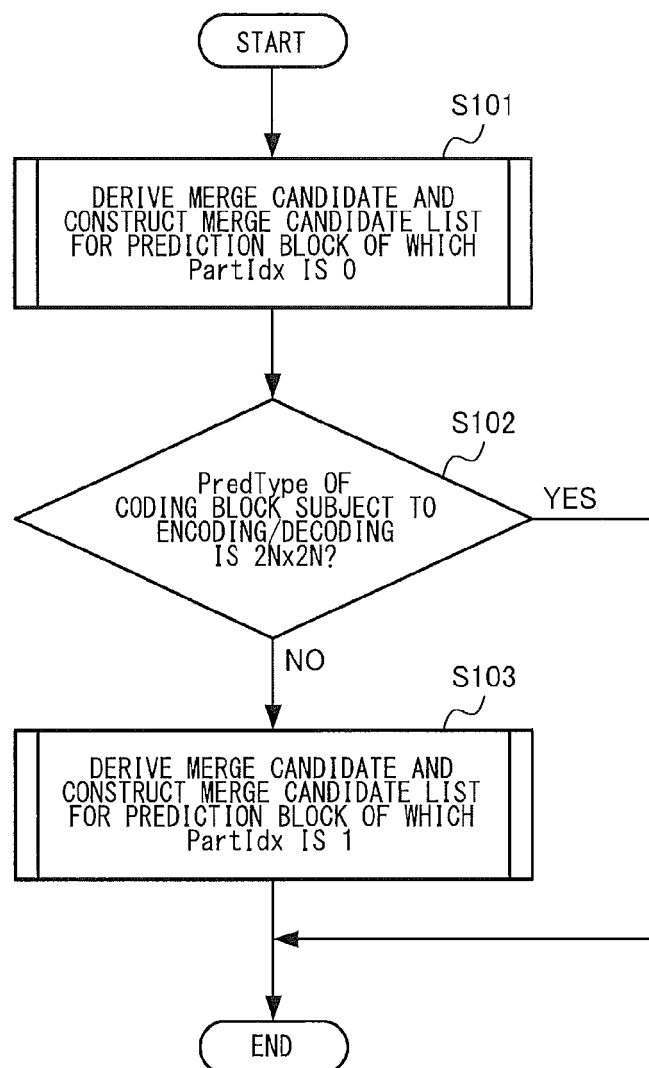 START
S101
DERIVE MERGE CANDIDATE AND
CONSTRUCT MERGE CANDIDATE LIST
FOR PREDICTION BLOCK OF WHICH
PartIdx IS 0
S102
PredType OF
CODING BLOCK SUBJECT TO
ENCODING/DECODING
IS 2Nx2N?
YES
NO
S103
DERIVE MERGE CANDIDATE AND
CONSTRUCT MERGE CANDIDATE LIST
FOR PREDICTION BLOCK OF WHICH
PartIdx IS 1
END